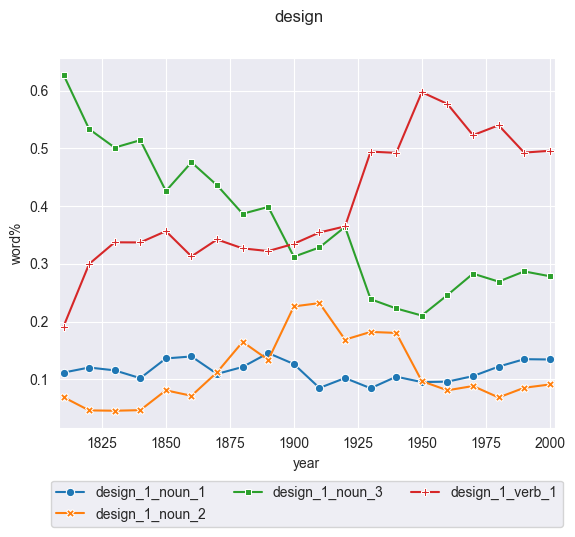 design
0.6
0.5
0.4
0.3
0.2
0.1
word%
1825 1850 1875 1900 1925 1950 1975 2000
year
design_1_noun_1 design_1_noun_3 design_1_verb_1
design_1_noun_2